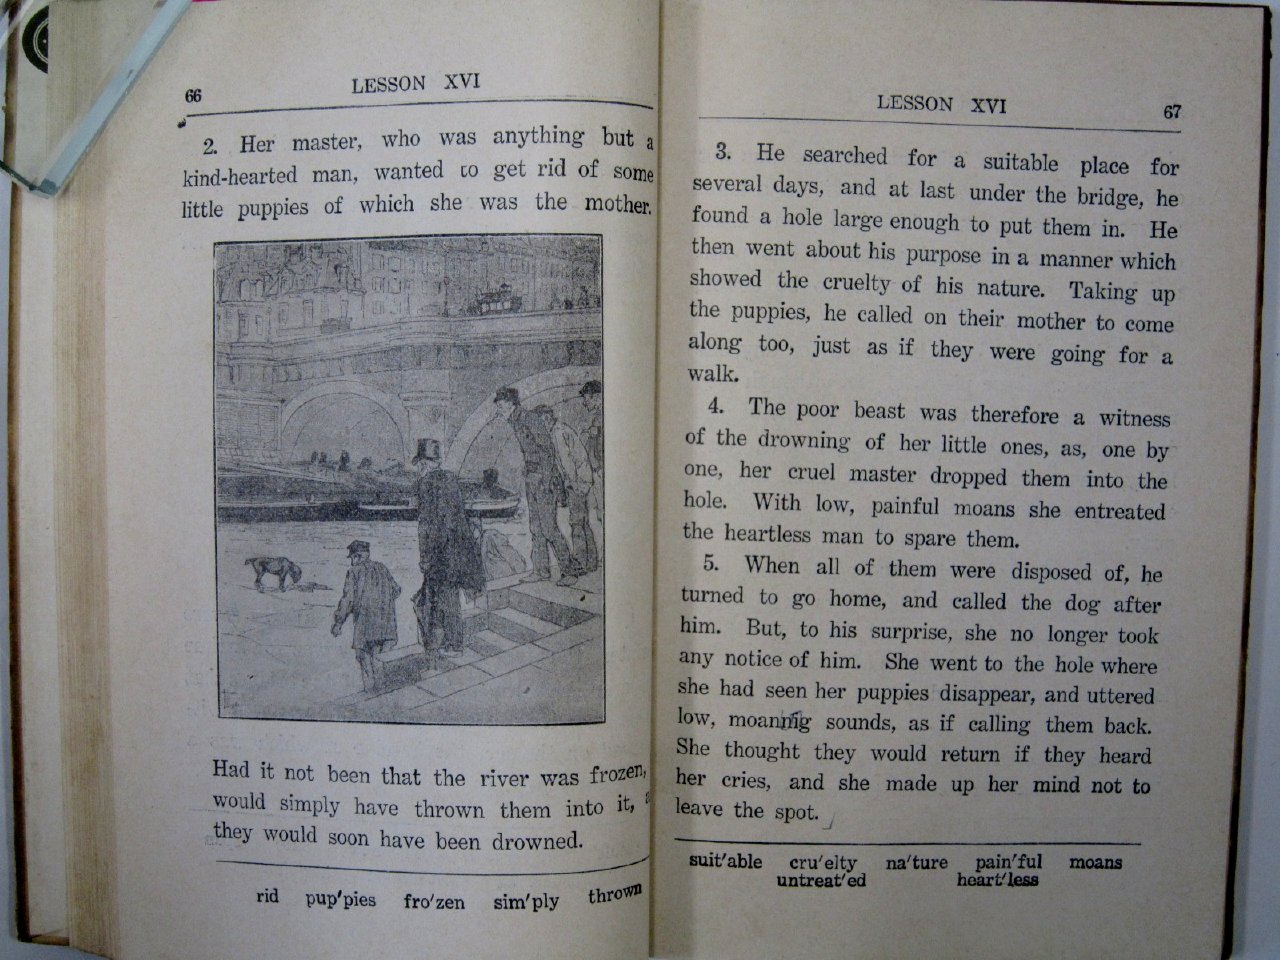 66
LESSON XVI
2. Her master, who was anything but a
kind-hearted man, wanted to get rid of some
little puppies of which she was the mother.
Had it not been that the river was frozen,
would simply have thrown them into it,
they would soon have been drowned.
rid pup'pies fro'zen sim'ply thrown
LESSON XVI
67
3. He searched for a suitable place for
several days, and at last under the bridge, he
found a hole large enough to put them in. He
then went about his purpose in a manner which
showed the cruelty of his nature. Taking up
the puppies, he called on their mother to come
along too, just as if they were going for a
walk.
4. The poor beast was therefore a witness
of the drowning of her little ones, as, one by
one, her cruel master dropped them into the
hole. With low, painful moans she entreated
the heartless man to spare them.
5. When all of them were disposed of, he
turned to go home, and called the dog after
him. But, to his surprise, she no longer took
any notice of him. She went to the hole where
she had seen her puppies disappear, and uttered
low, moaning sounds, as if calling them back.
She thought they would return if they heard
her cries, and she made up her mind not to
leave the spot.
suit'able cru'elty na'ture pain'ful moans
untreat'ed heart'less